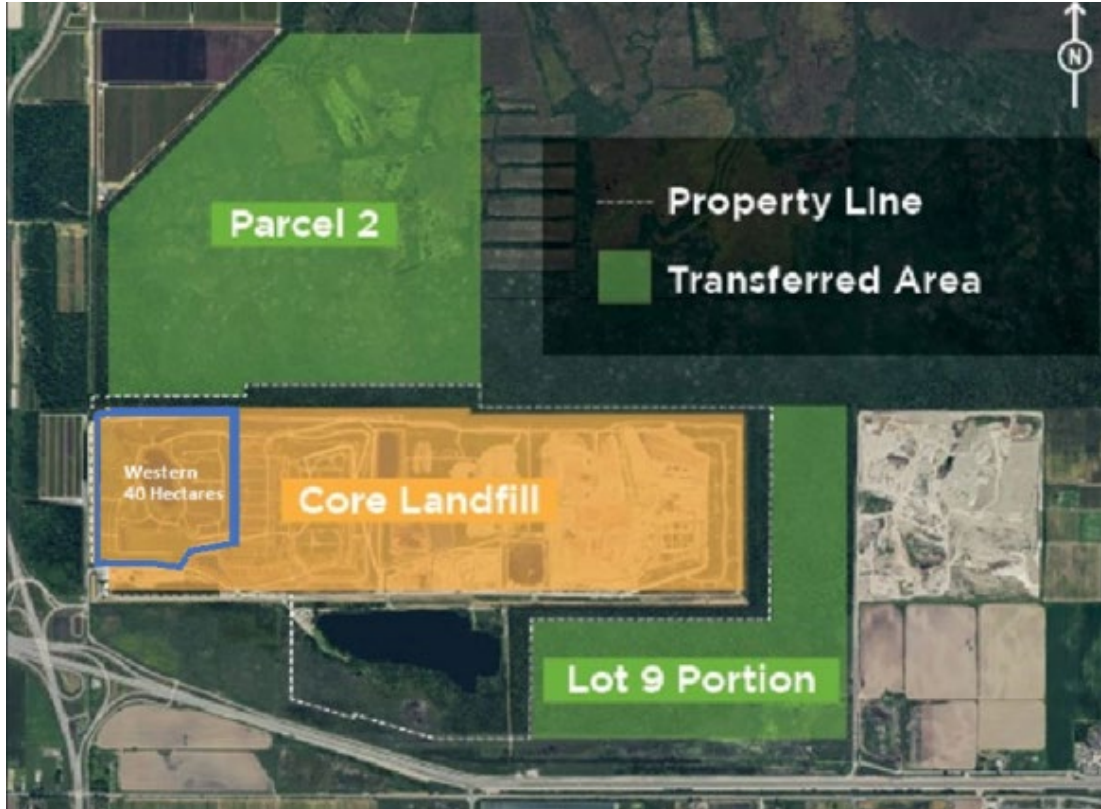 N
Parcel 2
Property Line
Transferred Area
Western
40 Hectares
Core Landfill
Lot 9 Portion